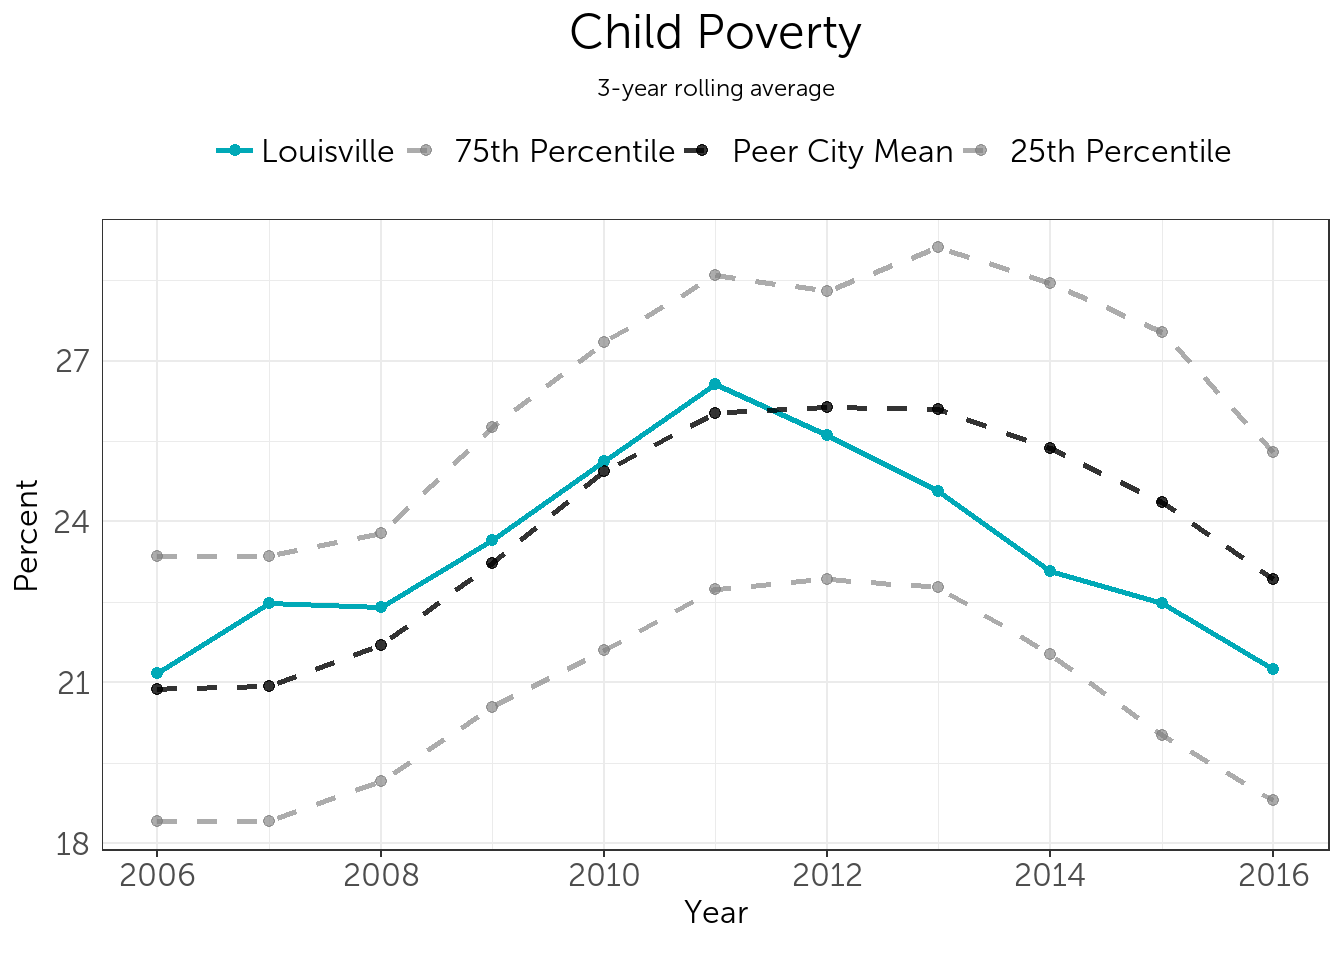 Child Poverty
3-year rolling average
Louisville 75th Percentile Peer City Mean 25th Percentile
27
24
21
18
Percent
2006 2008 2010 2012 2014 2016
Year